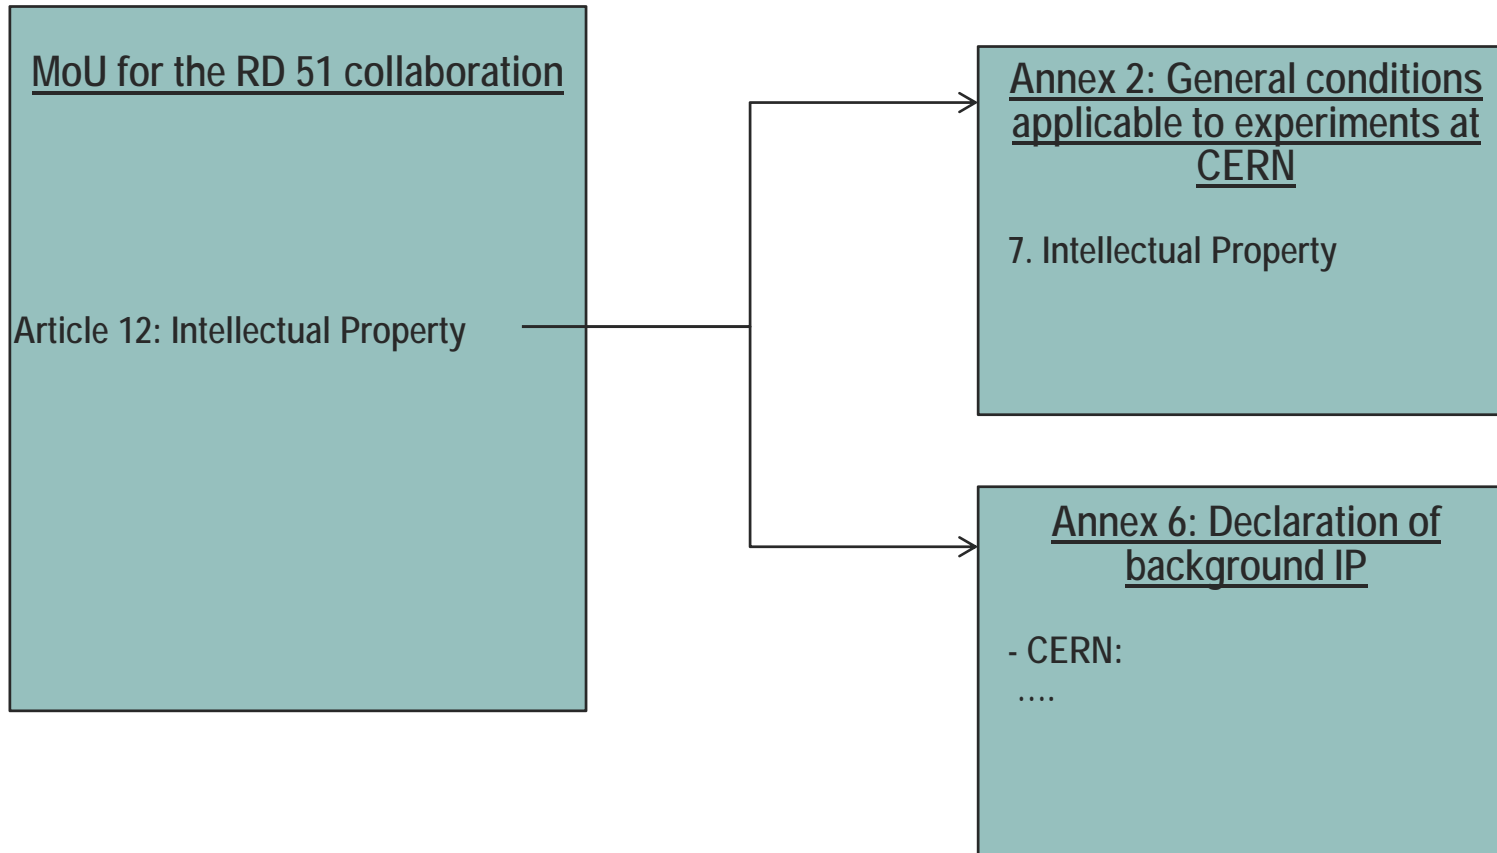 MoU for the RD 51 collaboration
Article 12: Intellectual Property
Annex 2: General conditions
applicable to experiments at
CERN
7. Intellectual Property
Annex 6: Declaration of
background IP
- CERN:
....